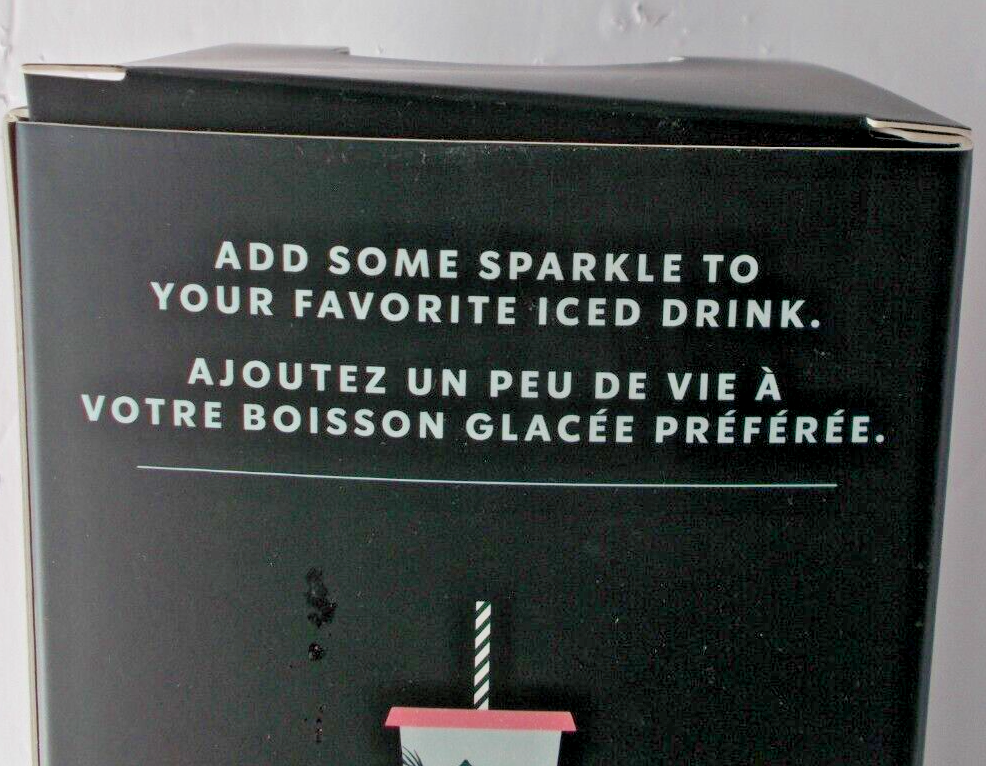 ADD SOME SPARKLE TO
YOUR FAVORITE ICED DRINK.
AJOUTEZ UN PEU DE VIE À
VOTRE BOISSON GLACÉE PRÉFÉRÉE.